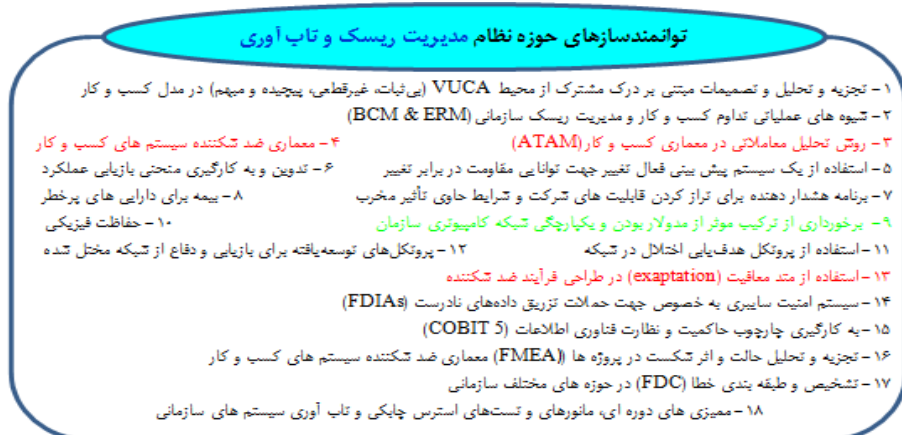 توانمندسازهای حوزه نظام مدیریت ریسک و تاب آوری
۱- تجزیه و تحلیل و تصمیمات مبتنی بر درک مشترک از محیط VUCA (بی‌ثبات، غیرقطعی، پیچیده و مبهم) در مدل کسب و کار
۲- شیوه های عملیاتی تداوم کسب و کار و مدیریت ریسک سازمانی (BCM & ERM)
۳- روش تحلیل معاملاتی در معماری کسب و کار (ATAM) ۴- معماری ضد شکننده سیستم های کسب و کار
۵- استفاده از یک سیستم پیش بینی فعال تغییر جهت توانایی مقاومت در برابر تغییر ۶- تدوین و به کارگیری منحنی بازیابی عملکرد
۷- برنامه هشدار دهنده برای تراز کردن قابلیت های شرکت و شرایط حاوی تأثیر مخرب ۸- بیمه برای دارایی های پرخطر
۹- برخورداری از ترکیب موثر از مدولار بودن و یکپارچگی شبکه کامپیوتری سازمان ۱۰- حفاظت فیزیکی
۱۱- استفاده از پروتکل هدف‌یابی اختلال در شبکه ۱۲- پروتکل‌های توسعه‌یافته برای بازیابی و دفاع از شبکه مختل شده
۱۳- استفاده از متد معافیت (exaptation) در طراحی فرآیند ضد شکننده
۱۴- سیستم امنیت سایبری به خصوص جهت حملات تزریق داده‌های نادرست (FDIAs)
۱۵- به کارگیری چارچوب حاکمیت و نظارت فناوری اطلاعات (COBIT 5)
۱۶- تجزیه و تحلیل حالت و اثر شکست در پروژه ها ((FMEA) معماری ضد شکننده سیستم های کسب و کار
۱۷- تشخیص و طبقه بندی خطا (FDC) در حوزه های مختلف سازمانی
۱۸- ممیزی های دوره ای، مانورهای و تست‌های استرس چابکی و تاب آوری سیستم های سازمانی